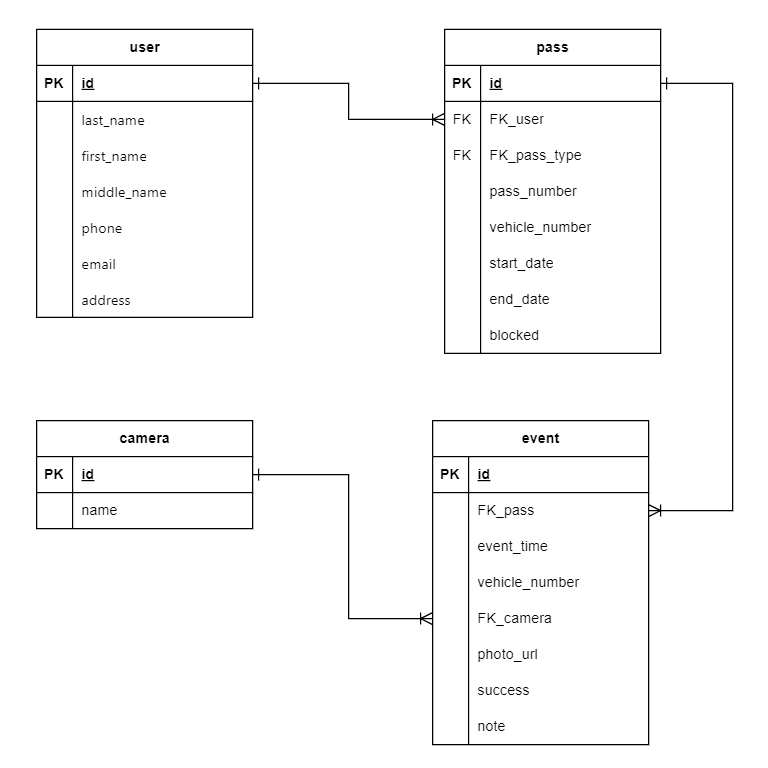 user
PK id
last_name
first_name
middle_name
phone
email
address
pass
PK id
FK FK_user
FK FK_pass_type
pass_number
vehicle_number
start_date
end_date
blocked
camera
PK id
name
event
PK id
FK_pass
event_time
vehicle_number
FK_camera
photo_url
success
note